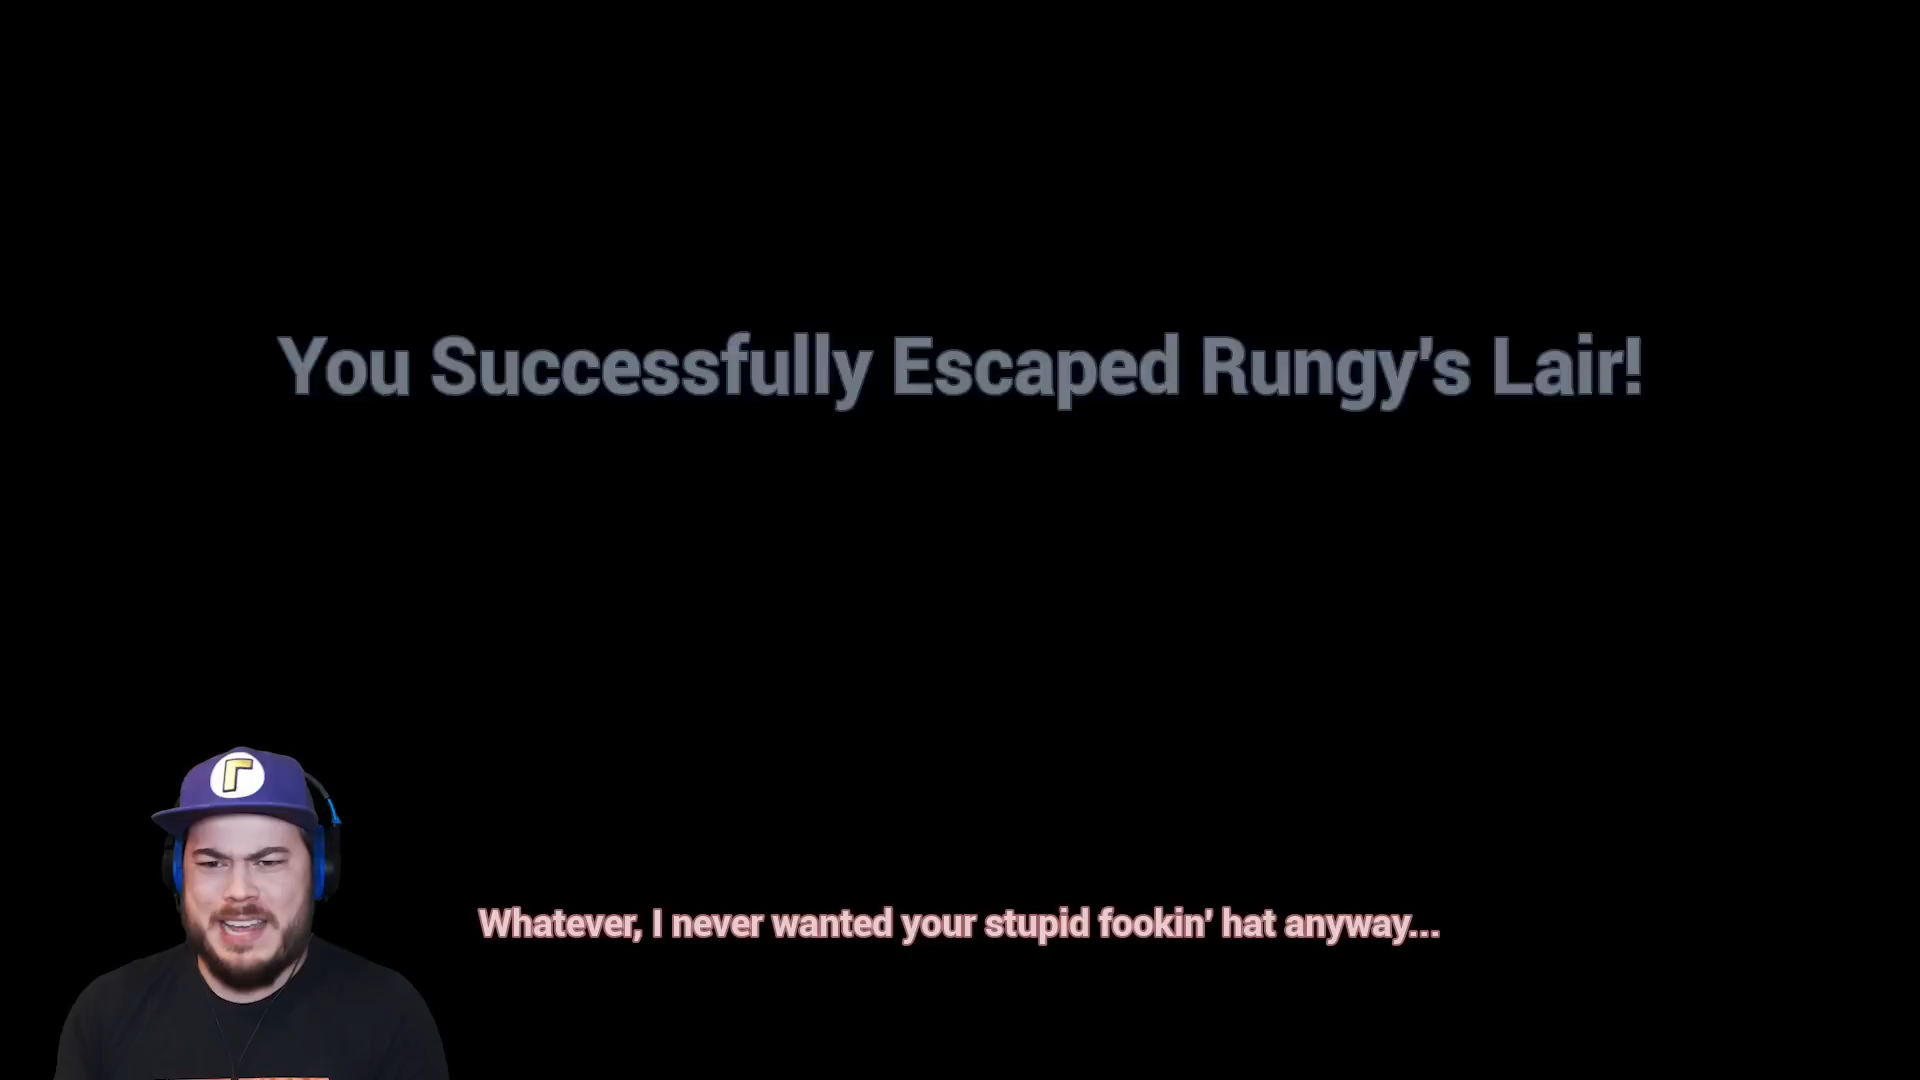 You Successfully Escaped Rungy's Lair!
Γ
Whatever, I never wanted your stupid fookin' hat anyway...